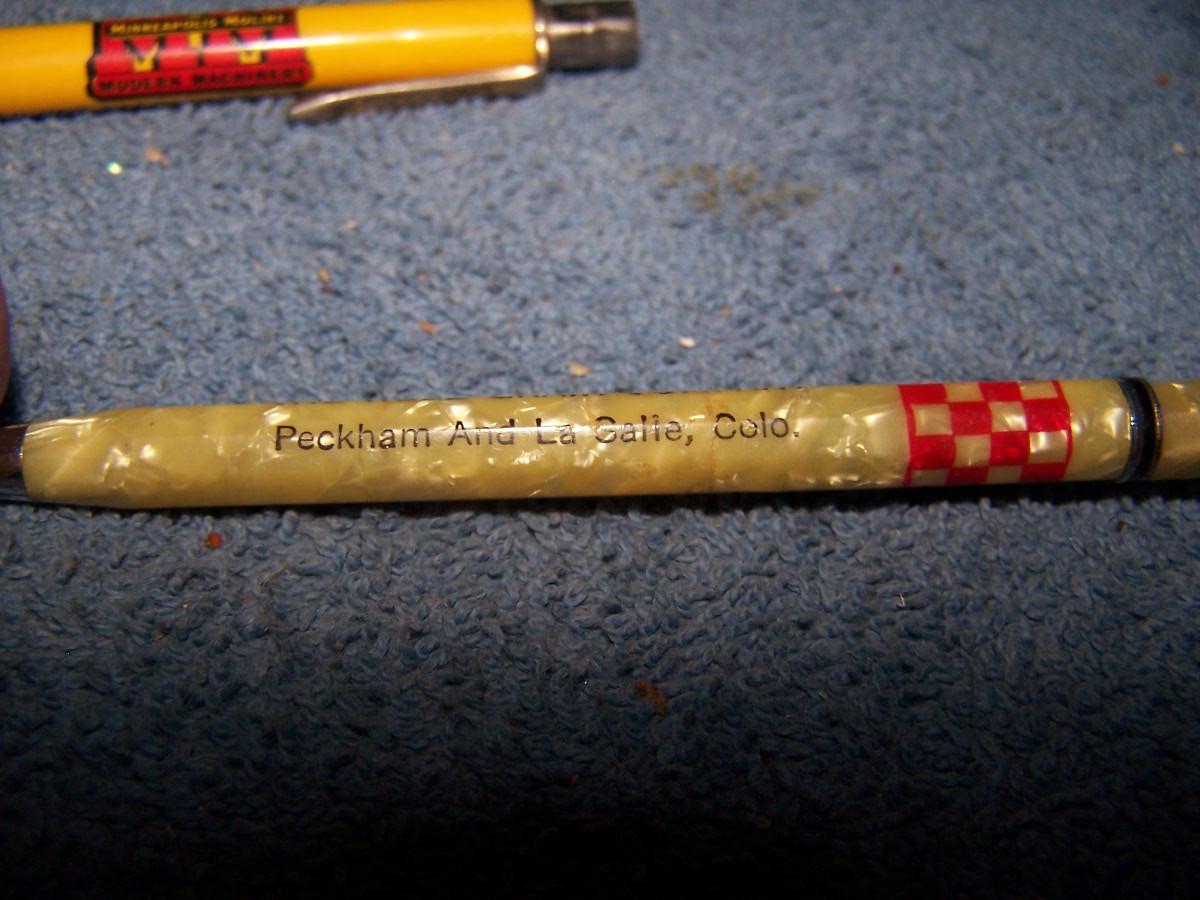 MINNEAPOLIS MOLINE
MM
MODERN MACHINERY
Peckham And La Salle, Colo.